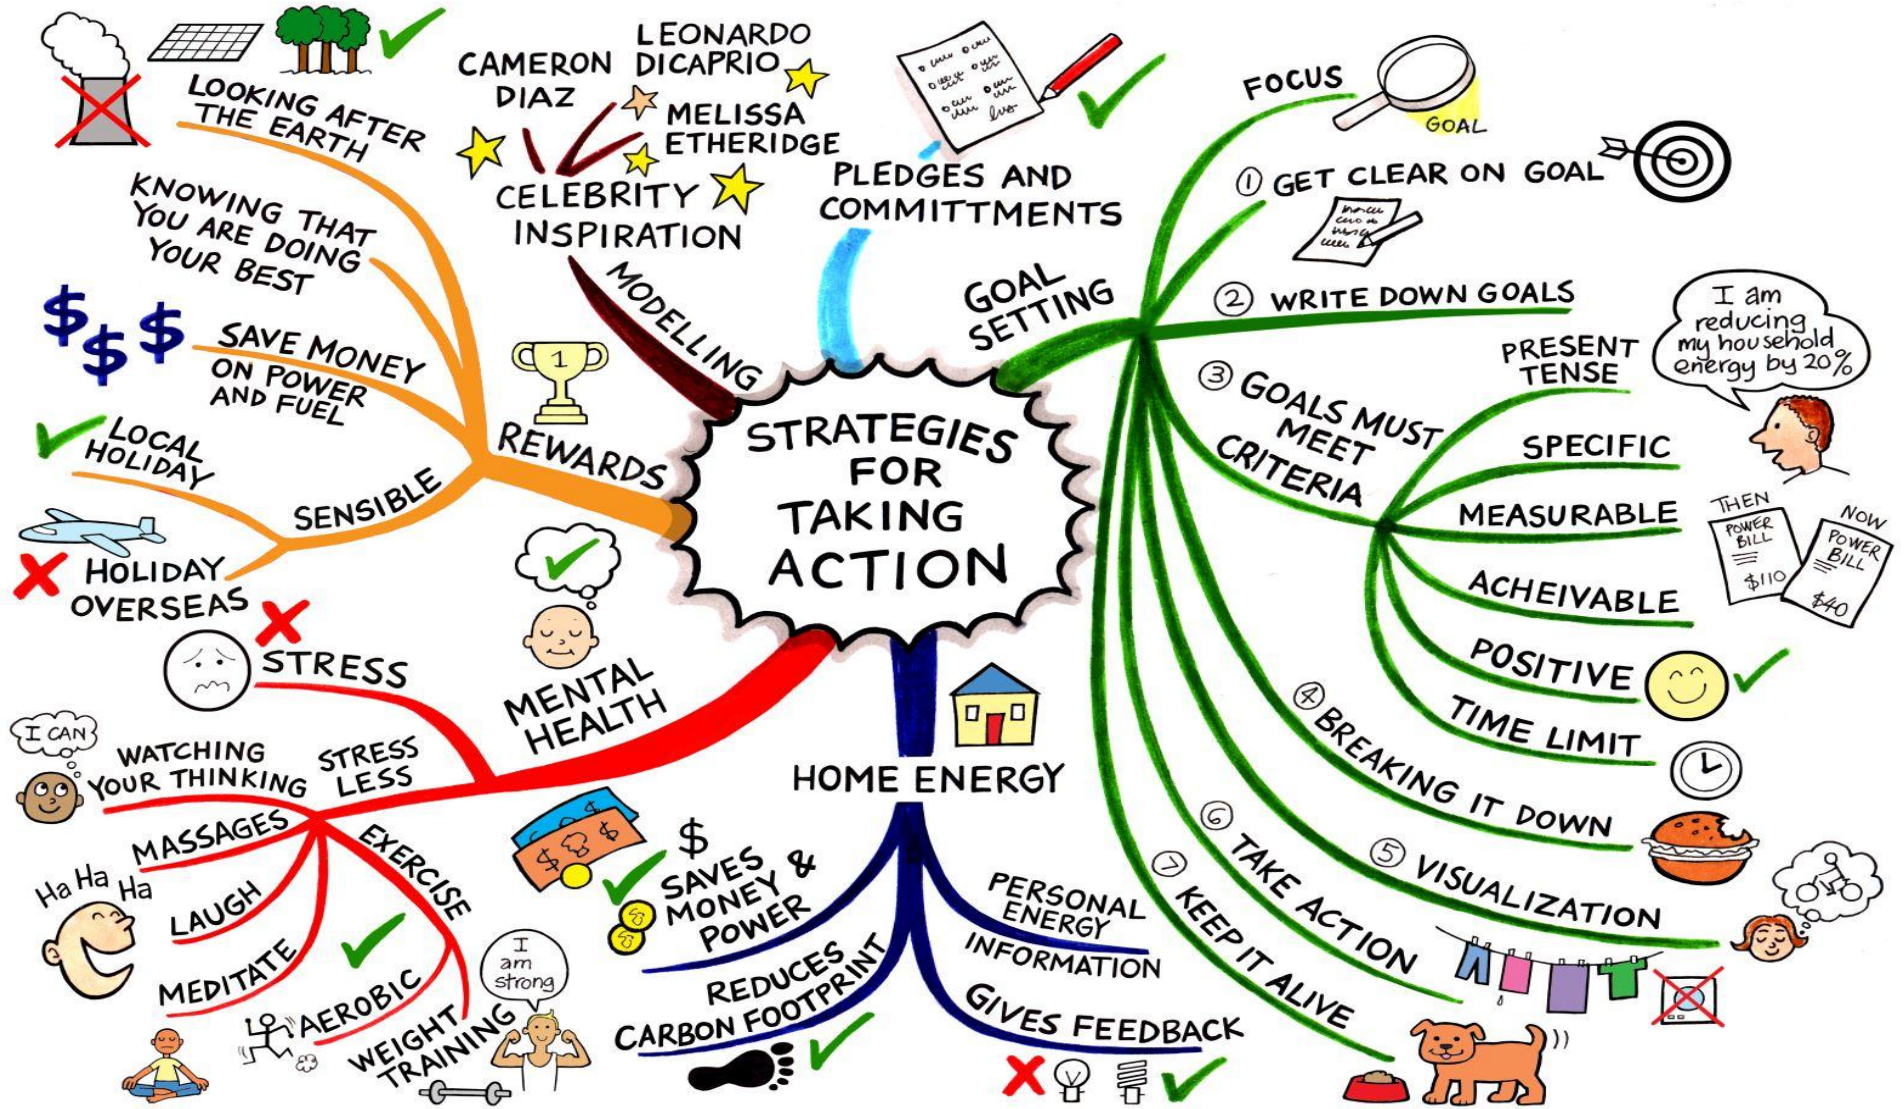 STRATEGIES
FOR
TAKING
ACTION
PLEDGES AND
COMMITTMENTS
GOAL
SETTING
FOCUS
GOAL
1 GET CLEAR ON GOAL
2 WRITE DOWN GOALS
3 GOALS MUST
MEET
CRITERIA
PRESENT
TENSE
I am
reducing
my household
energy by 20%
SPECIFIC
MEASURABLE
THEN
POWER
BILL
$110
NOW
POWER
BILL
$40
ACHEIVABLE
POSITIVE
TIME LIMIT
4 BREAKING IT DOWN
5 VISUALIZATION
6 TAKE ACTION
7 KEEP IT ALIVE
HOME ENERGY
PERSONAL
ENERGY
INFORMATION
GIVES FEEDBACK
$
SAVES
MONEY &
POWER
$
$ $
REDUCES
CARBON FOOTPRINT
MENTAL
HEALTH
STRESS
STRESS
LESS
I CAN
WATCHING
YOUR THINKING
MASSAGES
Ha Ha Ha
LAUGH
MEDITATE
EXERCISE
AEROBIC
WEIGHT
TRAINING
I
am
strong
REWARDS
1
LOOKING AFTER
THE EARTH
KNOWING THAT
YOU ARE DOING
YOUR BEST
$ $ $
SAVE MONEY
ON POWER
AND FUEL
SENSIBLE
LOCAL
HOLIDAY
HOLIDAY
OVERSEAS
MODELLING
CELEBRITY
INSPIRATION
CAMERON
DIAZ
LEONARDO
DICAPRIO
MELISSA
ETHERIDGE